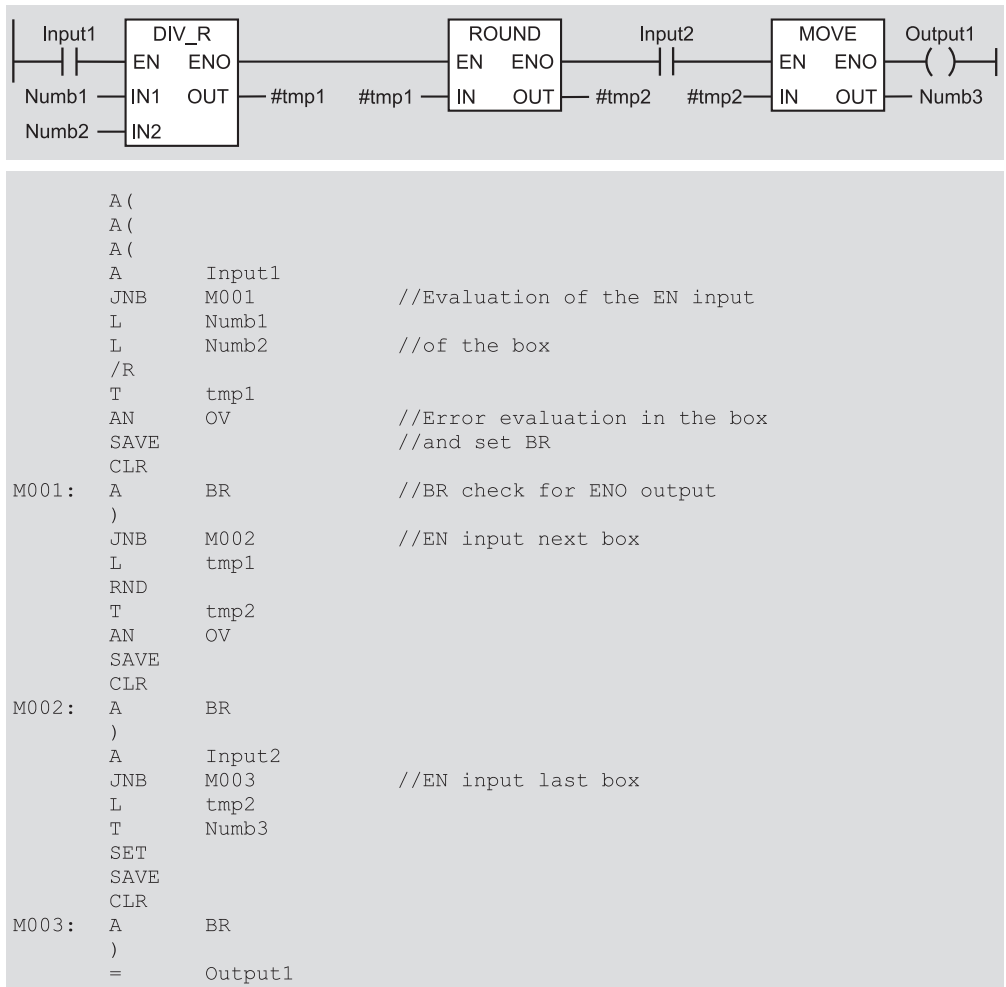 Input1 DIV_R ROUND Input2 MOVE Output1
EN ENO EN ENO EN ENO
Numb1 IN1 OUT #tmp1 #tmp1 IN OUT #tmp2 #tmp2 IN OUT Numb3
Numb2 IN2
A(
A(
A(
A Input1
JNB M001 //Evaluation of the EN input
L Numb1
L Numb2 //of the box
/R
T tmp1
AN OV //Error evaluation in the box
SAVE //and set BR
CLR
M001: A BR //BR check for ENO output
)
JNB M002 //EN input next box
L tmp1
RND
T tmp2
AN OV
SAVE
CLR
M002: A BR
)
A Input2
JNB M003 //EN input last box
L tmp2
T Numb3
SET
SAVE
CLR
M003: A BR
)
= Output1